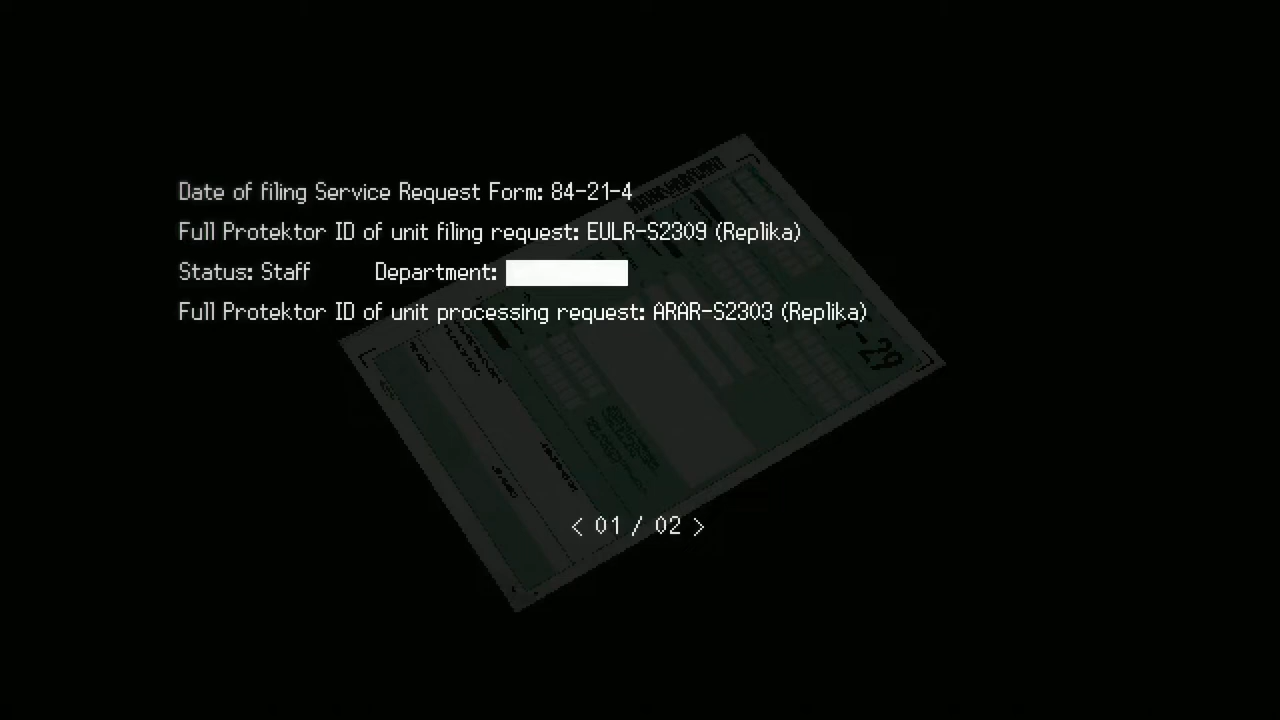 Date of filing Service Request Form: 84-21-4
Full Protektor ID of unit filing request: EULR-S2309 (Replika)
Status: Staff Department:
Full Protektor ID of unit processing request: ARAR-S2303 (Replika)
F-29
< 01 / 02 >